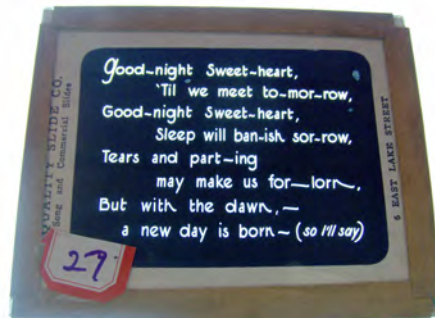 Good-night Sweet-heart,
'Til we meet to-mor-row,
Good-night Sweet-heart,
Sleep will ban-ish sor-row,
Tears and part-ing
may make us for—lorn—,
But with the dawn,—
a new day is born— (so I'll say)
QUALITY SLIDE CO.
Song and Commercial Slides
6 EAST LAKE STREET
29